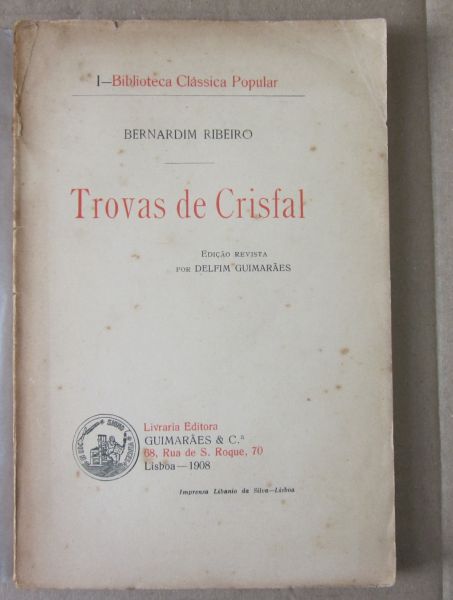 I—Biblioteca Clássica Popular
BERNARDIM RIBEIRO
Trovas de Crisfal
EDIÇÃO REVISTA
POR DELFIM GUIMARÃES
Livraria Editora
GUIMARÃES & C.ª
68, Rua de S. Roque, 70
Lisboa—1908
Imprensa Libanio da Silva—Lisboa